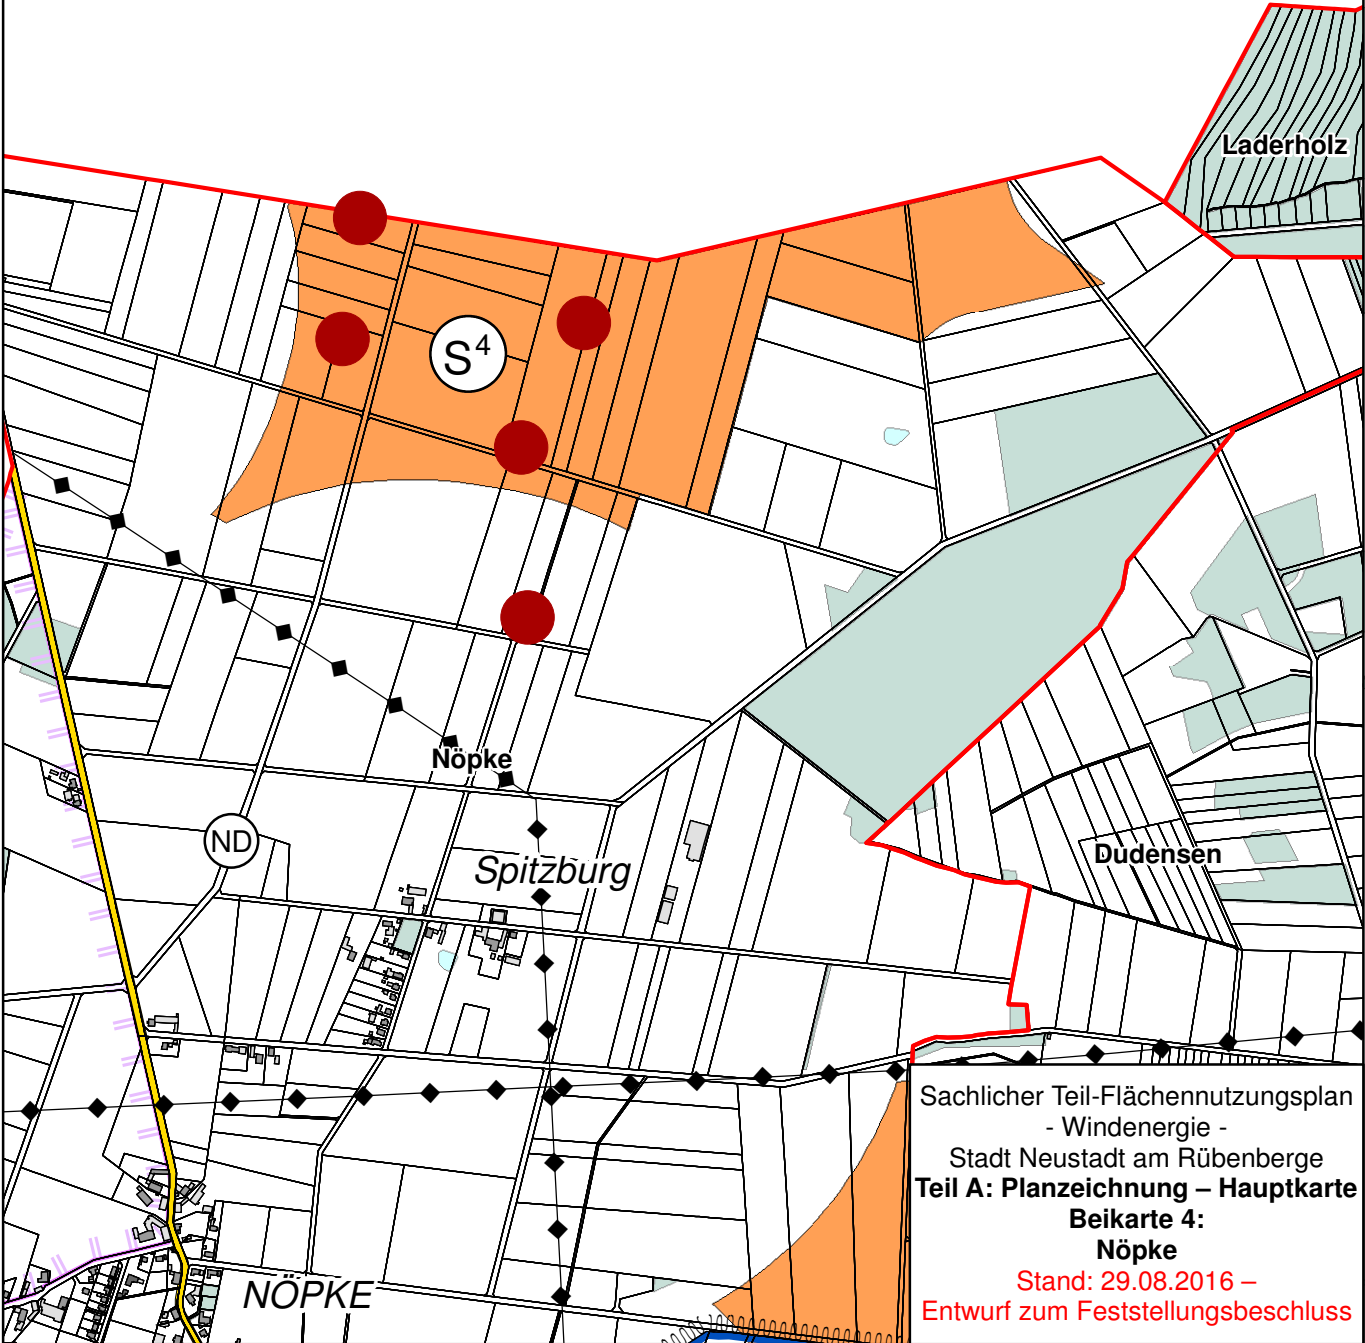 Laderholz
S⁴
Nöpke
ND
Spitzburg
Dudensen
NÖPKE
Sachlicher Teil-Flächennutzungsplan
- Windenergie -
Stadt Neustadt am Rübenberge
Teil A: Planzeichnung – Hauptkarte
Beikarte 4:
Nöpke
Stand: 29.08.2016 –
Entwurf zum Feststellungsbeschluss